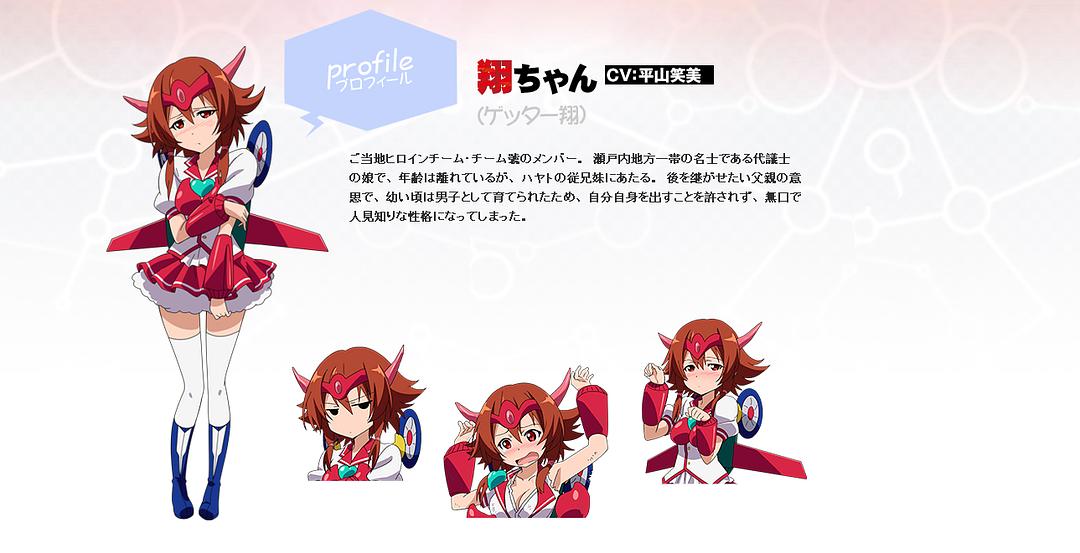 profile
プロフィール
翔ちゃん CV:平山笑美
(ゲッター翔)
ご当地ヒロインチーム・チーム號のメンバー。 瀬戸内地方一帯の名士である代議士
の娘で、年齢は離れているが、ハヤトの従兄妹にあたる。 後を継がせたい父親の意
思で、幼い頃は男子として育てられたため、自分自身を出すことを許されず、無口で
人見知りな性格になってしまった。